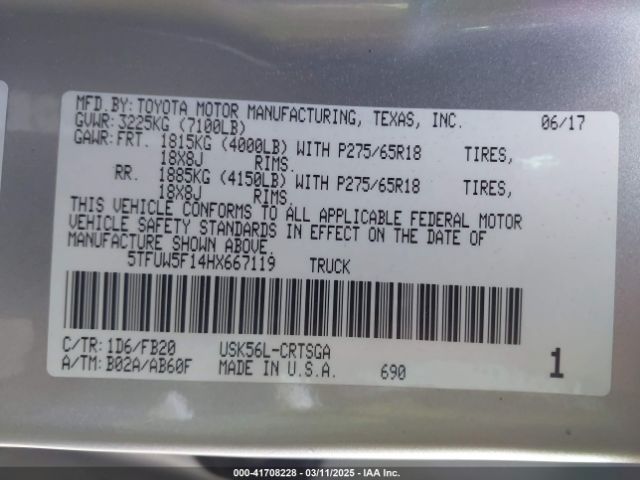 MFD.BY: TOYOTA MOTOR MANUFACTURING, TEXAS, INC. 06/17
GVWR: 3225KG (7100LB)
GAWR: FRT. 1815KG (4000LB) WITH P275/65R18 TIRES,
18X8J RIMS.
RR. 1885KG (4150LB) WITH P275/65R18 TIRES,
18X8J RIMS.
THIS VEHICLE CONFORMS TO ALL APPLICABLE FEDERAL MOTOR
VEHICLE SAFETY STANDARDS IN EFFECT ON THE DATE OF
MANUFACTURE SHOWN ABOVE.
5TFUW5F14HX667119 TRUCK
C/TR: 1D6/FB20 USK56L-CRTSGA
A/TM: B02A/AB60F MADE IN U.S.A. 690 1
000-41708228 - 03/11/2025 - IAA Inc.